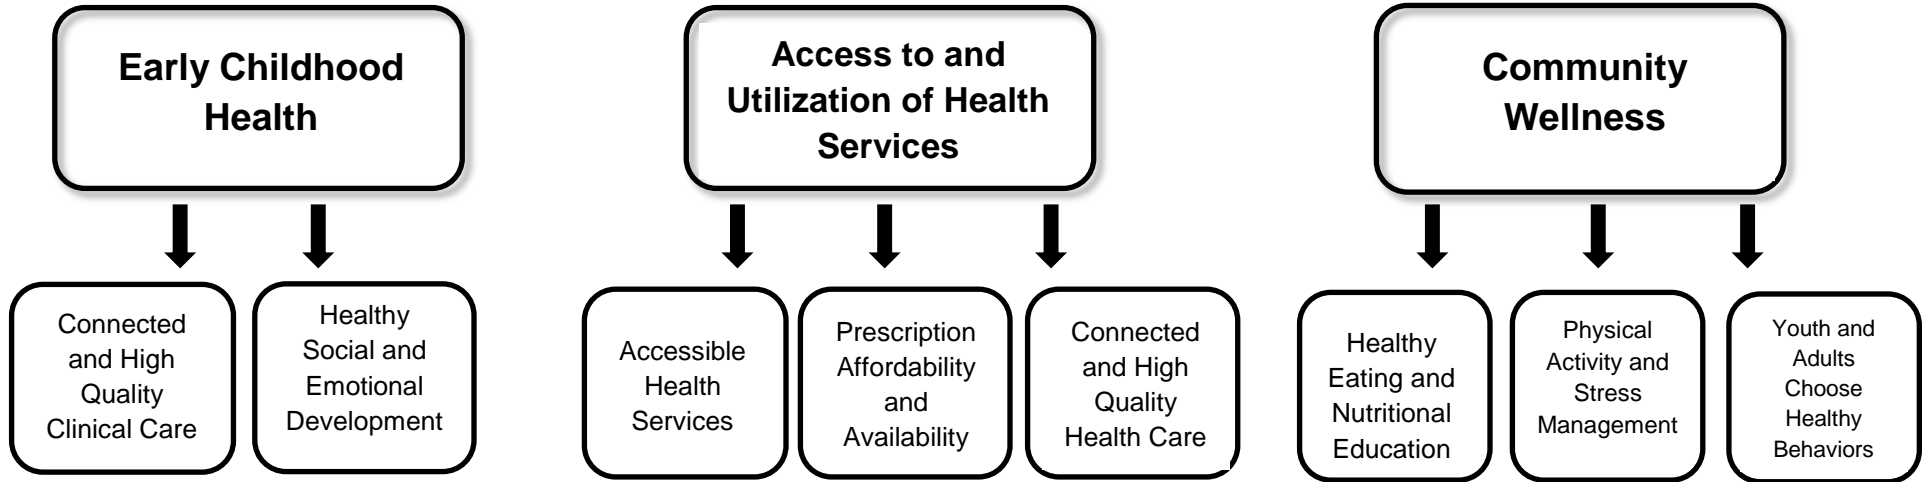 Early Childhood
Health
Access to and
Utilization of Health
Services
Community
Wellness
Connected
and High
Quality
Clinical Care
Healthy
Social and
Emotional
Development
Accessible
Health
Services
Prescription
Affordability
and
Availability
Connected
and High
Quality
Health Care
Healthy
Eating and
Nutritional
Education
Physical
Activity and
Stress
Management
Youth and
Adults
Choose
Healthy
Behaviors